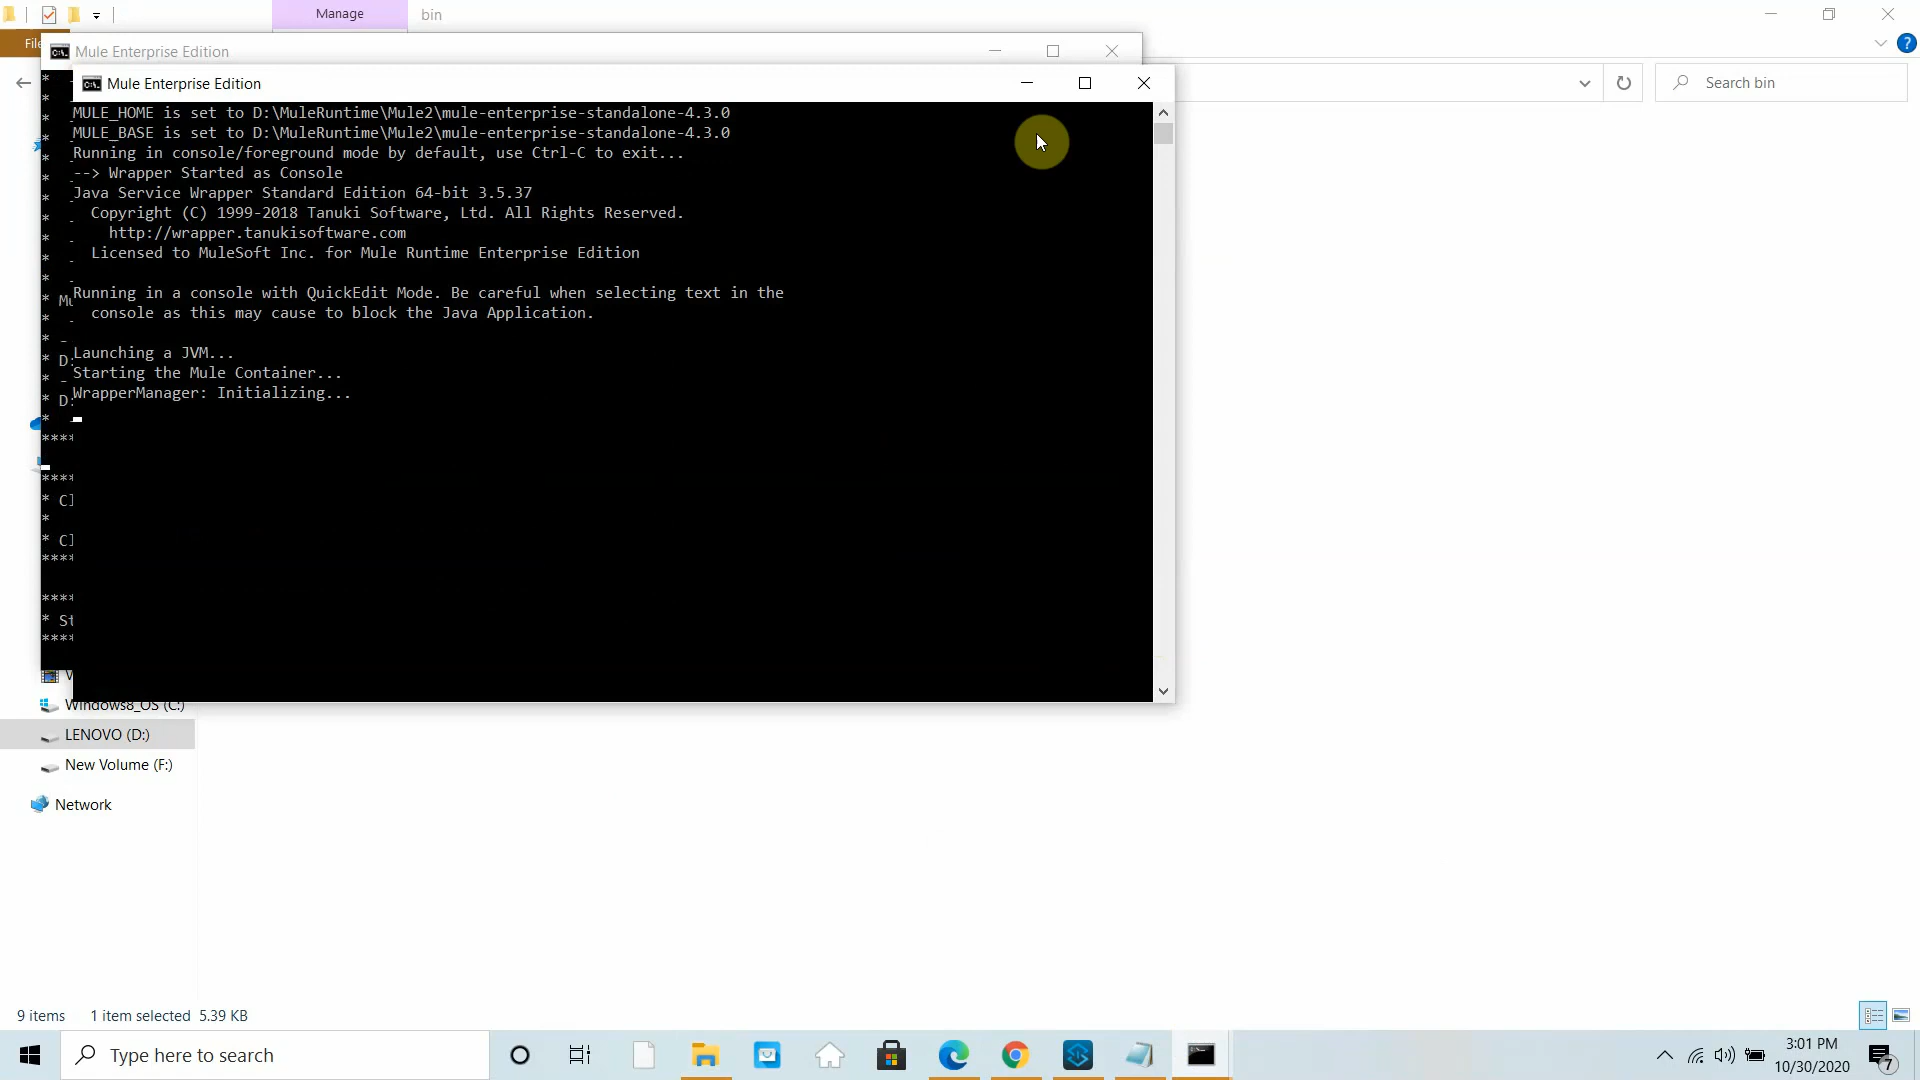 Manage
bin
File
Mule Enterprise Edition
Mule Enterprise Edition
Search bin
MULE_HOME is set to D:\MuleRuntime\Mule2\mule-enterprise-standalone-4.3.0
MULE_BASE is set to D:\MuleRuntime\Mule2\mule-enterprise-standalone-4.3.0
Running in console/foreground mode by default, use Ctrl-C to exit...
--> Wrapper Started as Console
Java Service Wrapper Standard Edition 64-bit 3.5.37
Copyright (C) 1999-2018 Tanuki Software, Ltd. All Rights Reserved.
http://wrapper.tanukisoftware.com
Licensed to MuleSoft Inc. for Mule Runtime Enterprise Edition
Running in a console with QuickEdit Mode. Be careful when selecting text in the
console as this may cause to block the Java Application.
Launching a JVM...
Starting the Mule Container...
WrapperManager: Initializing...
****
****
****
****
****
Windows8_OS (C:)
LENOVO (D:)
New Volume (F:)
Network
9 items 1 item selected 5.39 KB
Type here to search
3:01 PM
10/30/2020
7